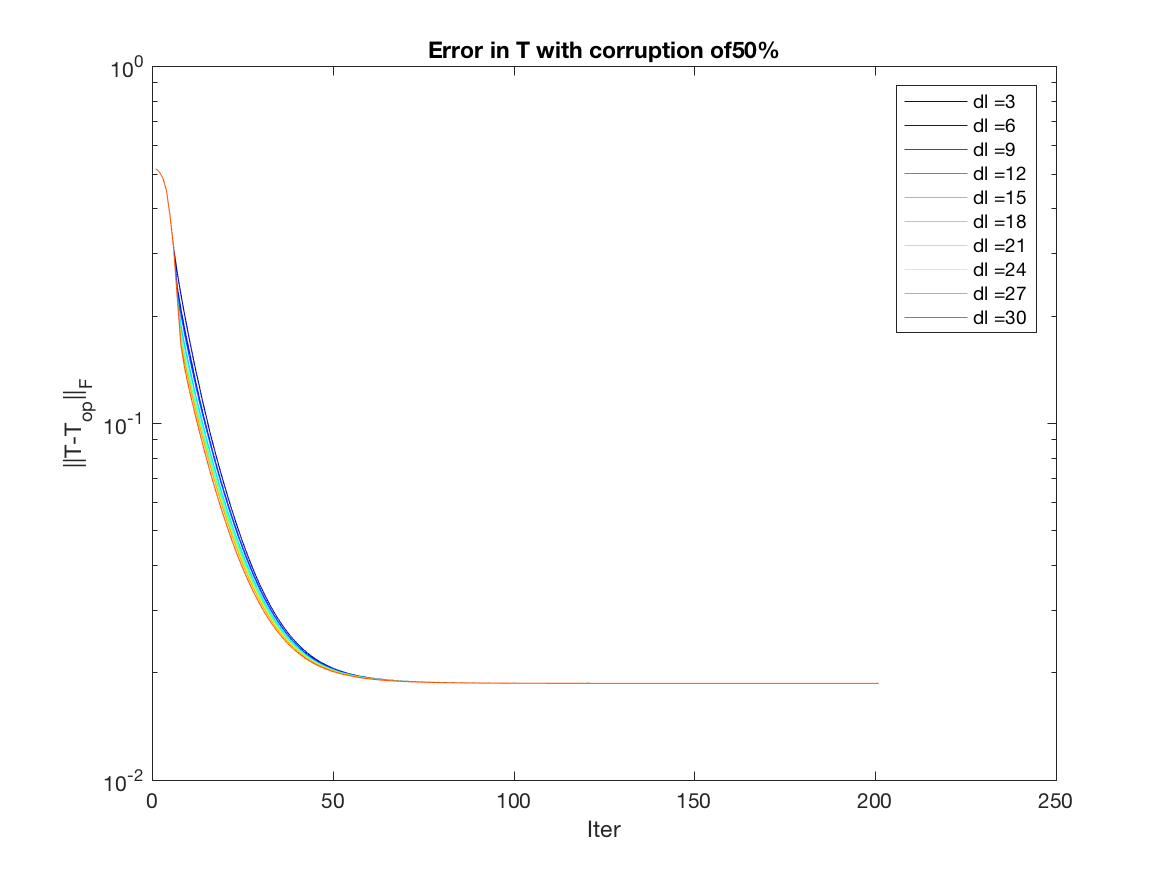 Error in T with corruption of50%
10^0
10^-1
10^-2
||T-T_op||_F
0 50 100 150 200 250
Iter
dl =3
dl =6
dl =9
dl =12
dl =15
dl =18
dl =21
dl =24
dl =27
dl =30